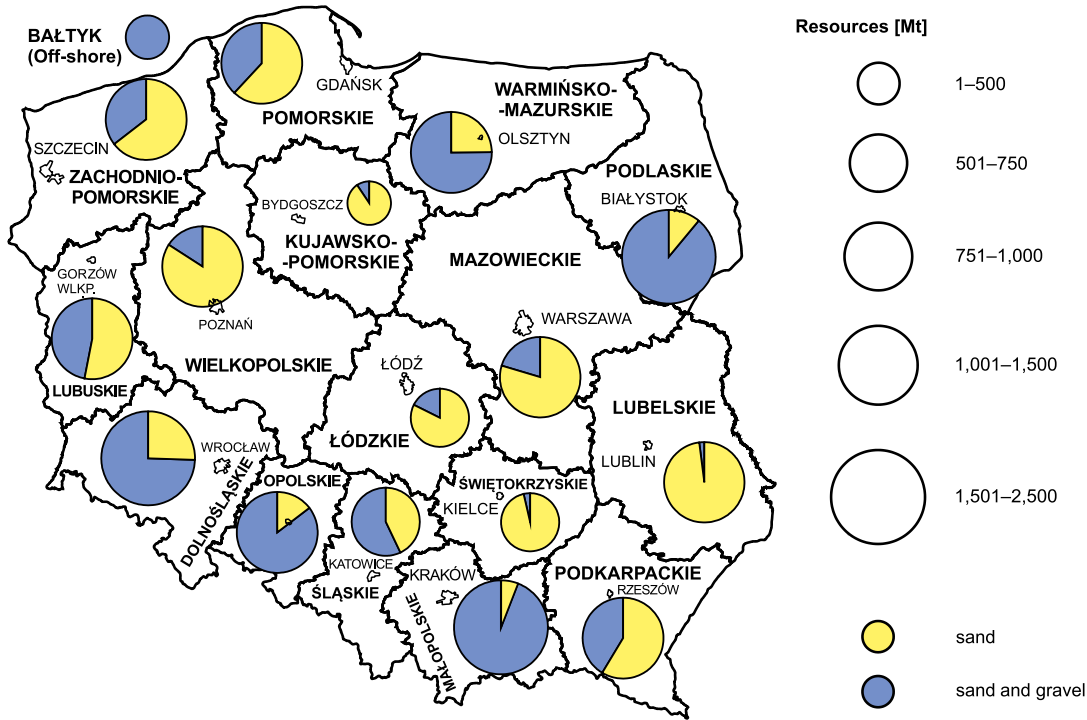 BAŁTYK
(Off-shore)
GDAŃSK
POMORSKIE
WARMIŃSKO-
-MAZURSKIE
OLSZTYN
SZCZECIN
ZACHODNIO-
POMORSKIE
PODLASKIE
BIAŁYSTOK
BYDGOSZCZ
KUJAWSKO-
-POMORSKIE
MAZOWIECKIE
GORZÓW
WLKP.
POZNAŃ
WARSZAWA
WIELKOPOLSKIE
LUBUSKIE
ŁÓDŹ
ŁÓDZKIE
LUBELSKIE
LUBLIN
WROCŁAW
DOLNOŚLĄSKIE
OPOLSKIE
ŚWIĘTOKRZYSKIE
KIELCE
KATOWICE
ŚLĄSKIE
KRAKÓW
MAŁOPOLSKIE
PODKARPACKIE
RZESZÓW
Resources [Mt]
1–500
501–750
751–1,000
1,001–1,500
1,501–2,500
sand
sand and gravel